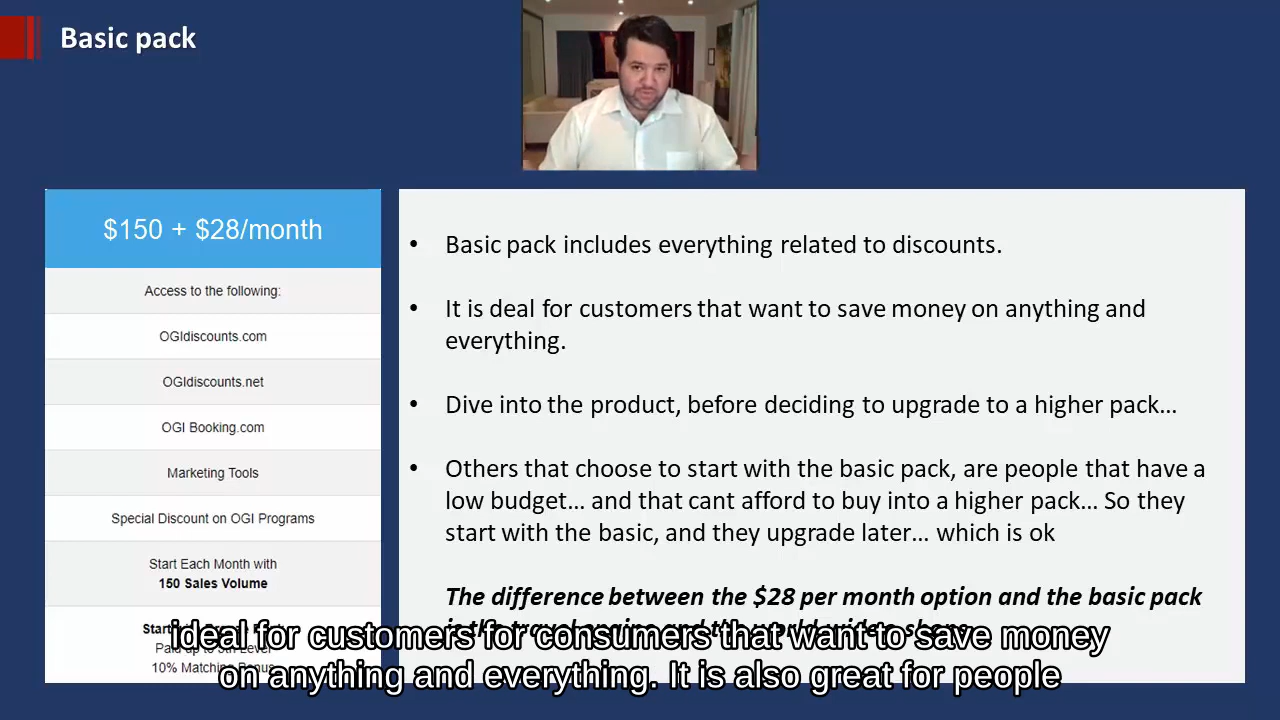 Basic pack
$150 + $28/month
Access to the following:
OGIdiscounts.com
OGIdiscounts.net
OGI Booking.com
Marketing Tools
Special Discount on OGI Programs
Start Each Month with
150 Sales Volume
• Basic pack includes everything related to discounts.
• It is deal for customers that want to save money on anything and
everything.
• Dive into the product, before deciding to upgrade to a higher pack...
• Others that choose to start with the basic pack, are people that have a
low budget... and that cant afford to buy into a higher pack... So they
start with the basic, and they upgrade later... which is ok
The difference between the $28 per month option and the basic pack
ideal for customers for consumers that want to save money
on anything and everything. It is also great for people